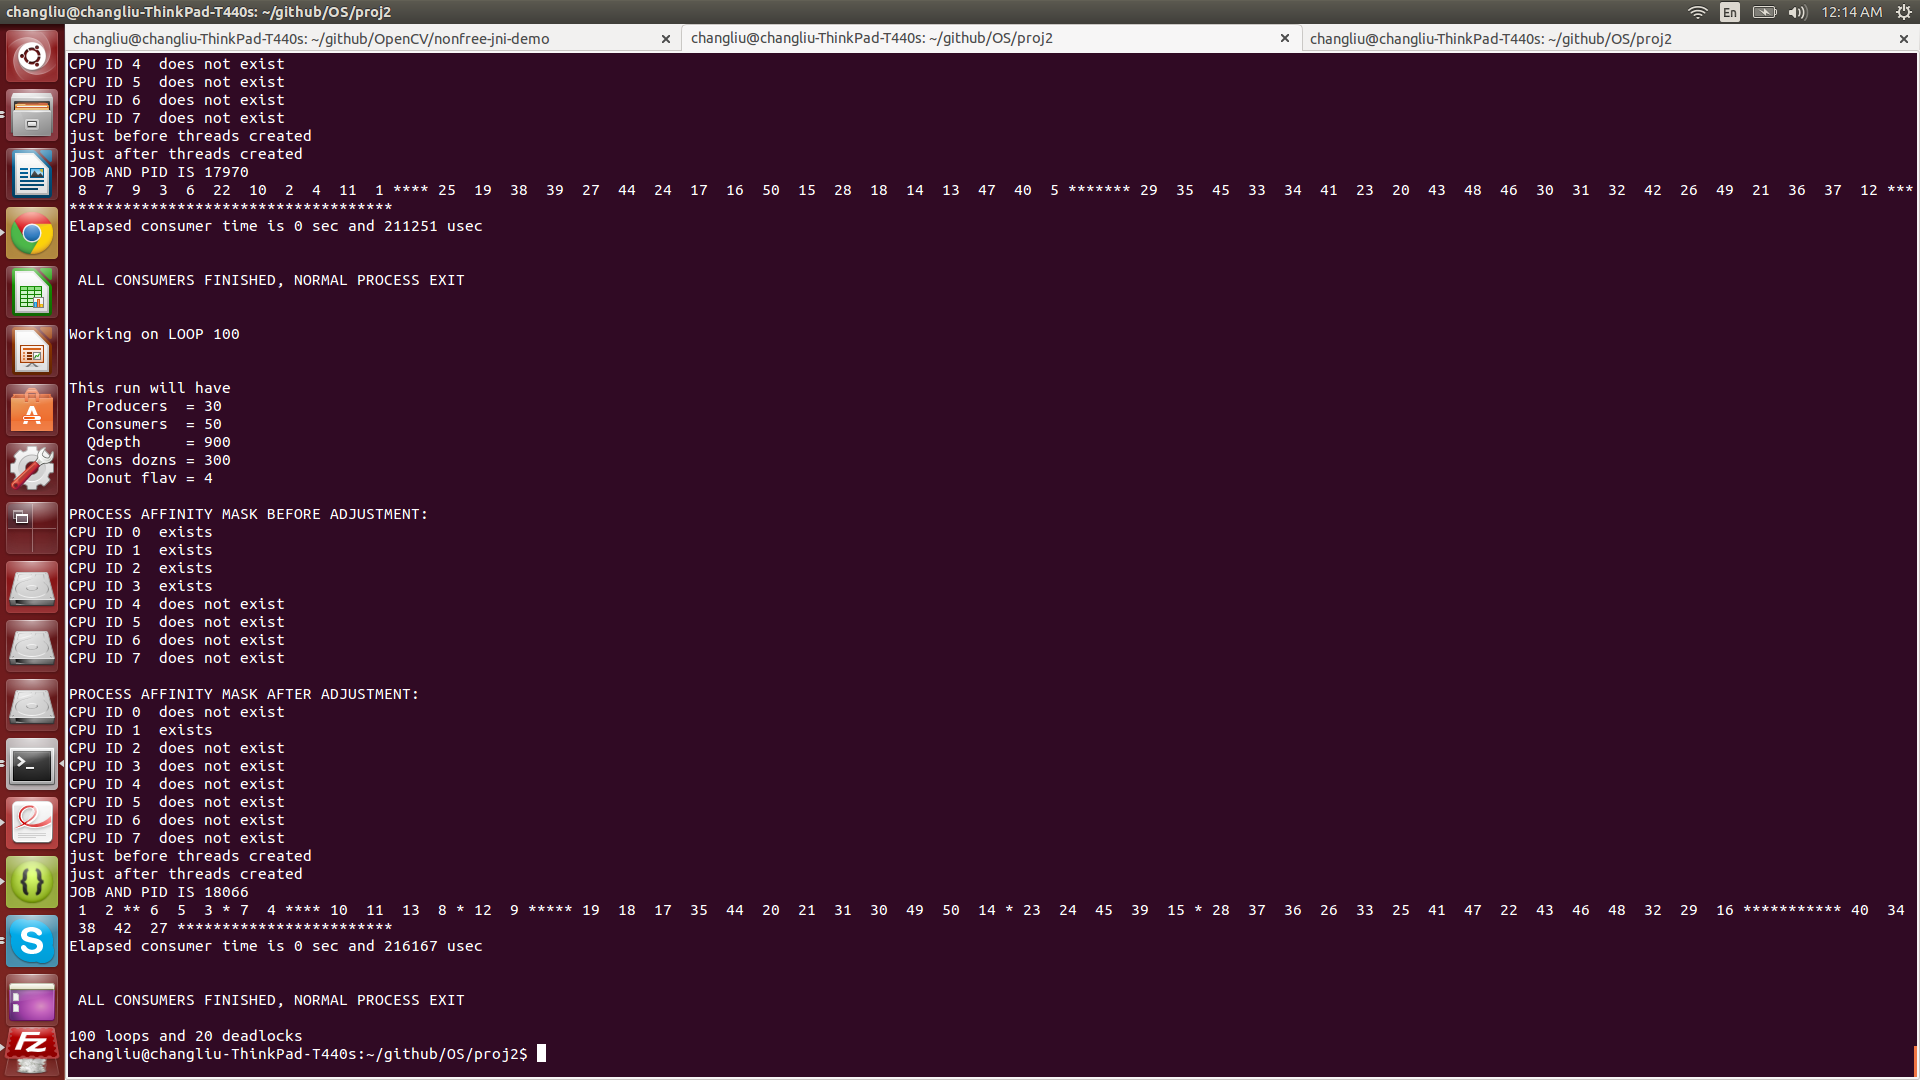 changliu@changliu-ThinkPad-T440s: ~/github/OS/proj2
En
12:14 AM
changliu@changliu-ThinkPad-T440s: ~/github/OpenCV/nonfree-jni-demo
changliu@changliu-ThinkPad-T440s: ~/github/OS/proj2
changliu@changliu-ThinkPad-T440s: ~/github/OS/proj2
CPU ID 4  does not exist
CPU ID 5  does not exist
CPU ID 6  does not exist
CPU ID 7  does not exist
just before threads created
just after threads created
JOB AND PID IS 17970
8  7  9  3  6  22  10  2  4  11  1 **** 25  19  38  39  27  44  24  17  16  50  15  28  18  14  13  47  40  5 ******* 29  35  45  33  34  41  23  20  43  48  46  30  31  32  42  26  49  21  36  37  12 ***
************************************
Elapsed consumer time is 0 sec and 211251 usec
ALL CONSUMERS FINISHED, NORMAL PROCESS EXIT
Working on LOOP 100
This run will have
Producers  = 30
Consumers  = 50
Qdepth     = 900
Cons dozns = 300
Donut flav = 4
PROCESS AFFINITY MASK BEFORE ADJUSTMENT:
CPU ID 0  exists
CPU ID 1  exists
CPU ID 2  exists
CPU ID 3  exists
CPU ID 4  does not exist
CPU ID 5  does not exist
CPU ID 6  does not exist
CPU ID 7  does not exist
PROCESS AFFINITY MASK AFTER ADJUSTMENT:
CPU ID 0  does not exist
CPU ID 1  exists
CPU ID 2  does not exist
CPU ID 3  does not exist
CPU ID 4  does not exist
CPU ID 5  does not exist
CPU ID 6  does not exist
CPU ID 7  does not exist
just before threads created
just after threads created
JOB AND PID IS 18066
1  2 ** 6  5  3 * 7  4 **** 10  11  13  8 * 12  9 ***** 19  18  17  35  44  20  21  31  30  49  50  14 * 23  24  45  39  15 * 28  37  36  26  33  25  41  47  22  43  46  48  32  29  16 *********** 40  34
38  42  27 ************************
Elapsed consumer time is 0 sec and 216167 usec
ALL CONSUMERS FINISHED, NORMAL PROCESS EXIT
100 loops and 20 deadlocks
changliu@changliu-ThinkPad-T440s:~/github/OS/proj2$